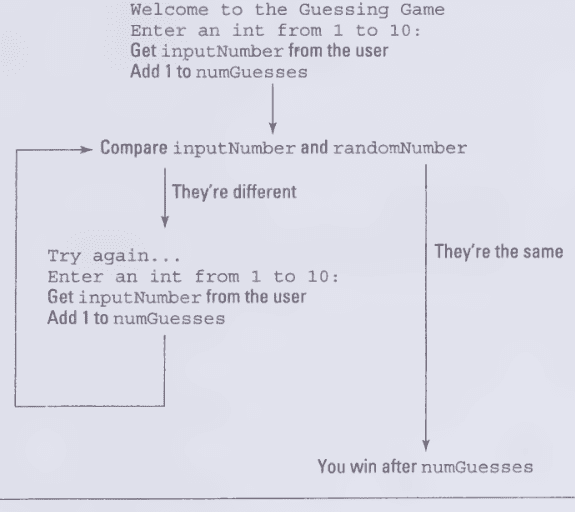 Welcome to the Guessing Game
Enter an int from 1 to 10:
Get inputNumber from the user
Add 1 to numGuesses
Compare inputNumber and randomNumber
They're different
They're the same
Try again...
Enter an int from 1 to 10:
Get inputNumber from the user
Add 1 to numGuesses
You win after numGuesses